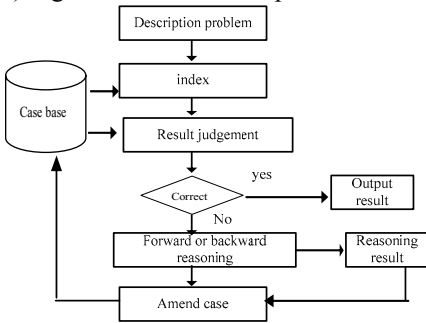 Description problem
index
Case base
Result judgement
yes
Correct
Output
result
No
Forward or backward
reasoning
Reasoning
result
Amend case